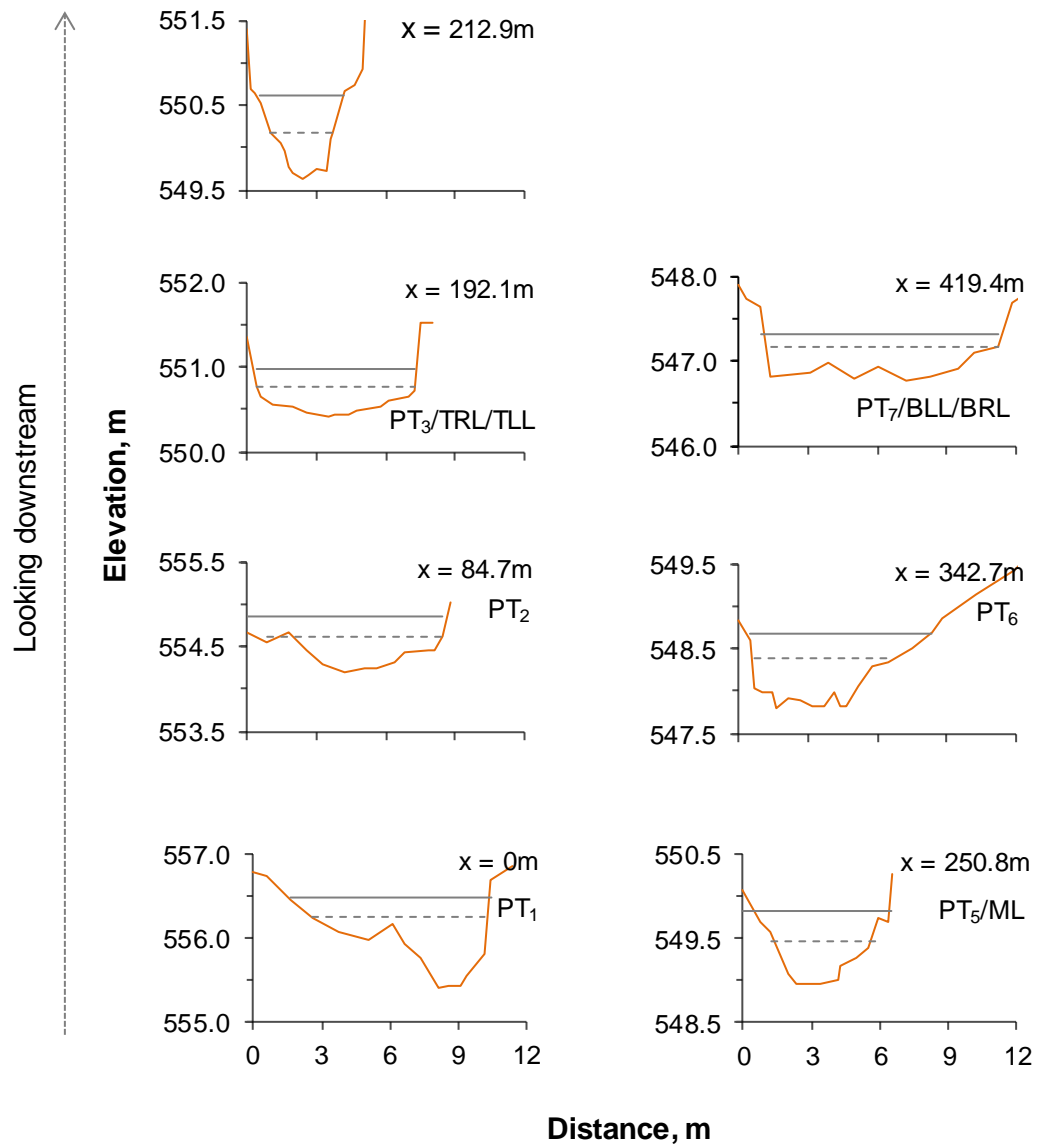 Looking downstream
Elevation, m
551.5
550.5
549.5
x = 212.9m
552.0
551.0
550.0
x = 192.1m
PT3/TRL/TLL
555.5
554.5
553.5
x = 84.7m
PT2
557.0
556.0
555.0
x = 0m
PT1
0 3 6 9 12
548.0
547.0
546.0
x = 419.4m
PT7/BLL/BRL
549.5
548.5
547.5
x = 342.7m
PT6
550.5
549.5
548.5
x = 250.8m
PT5/ML
0 3 6 9 12
Distance, m